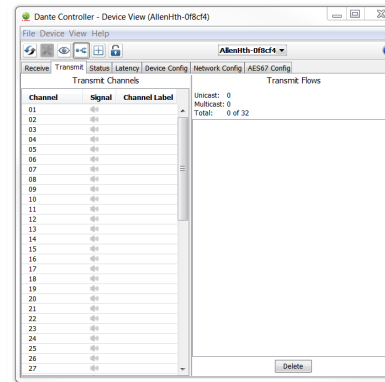 Dante Controller - Device View (AllenHth-0f8cf4)
File Device View Help
AllenHth-0f8cf4
Receive Transmit Status Latency Device Config Network Config AES67 Config
Transmit Channels
Transmit Flows
Channel Signal Channel Label
Unicast: 0
Multicast: 0
Total: 0 of 32
01
02
03
04
05
06
07
08
09
10
11
12
13
14
15
16
17
18
19
20
21
22
23
24
25
26
27
Delete